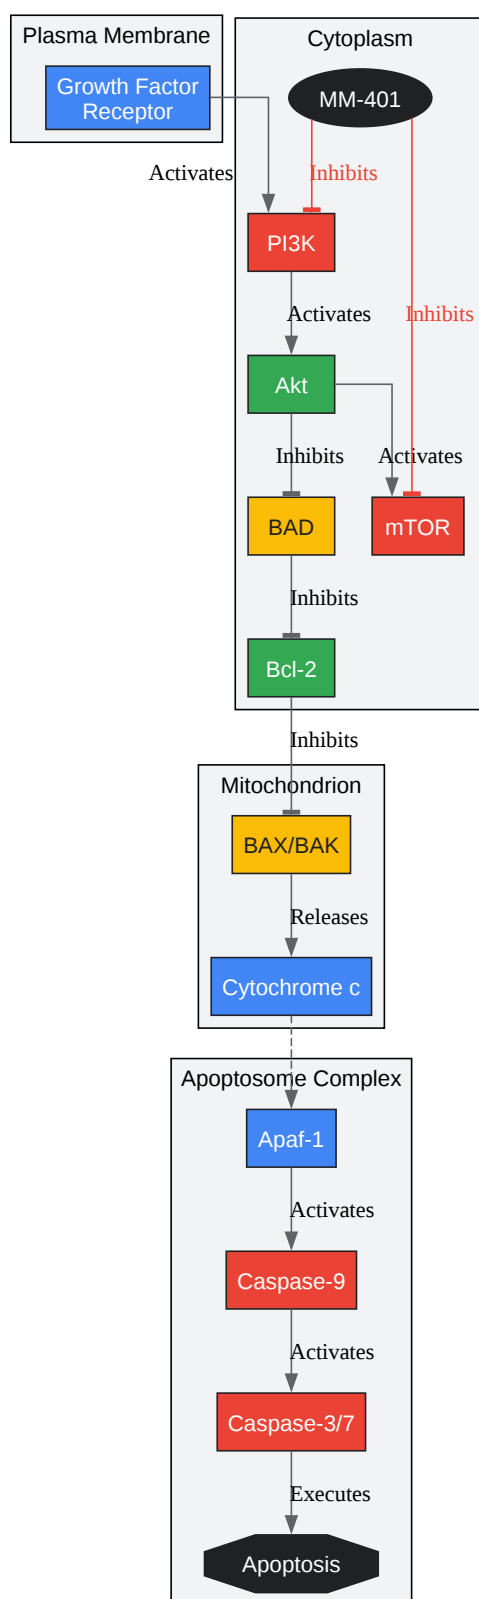 Plasma Membrane
Cytoplasm
Growth Factor
Receptor
MM-401
Activates
Inhibits
PI3K
Activates
Inhibits
Akt
Inhibits
Activates
BAD
mTOR
Inhibits
Bcl-2
Inhibits
Mitochondrion
BAX/BAK
Releases
Cytochrome c
Apoptosome Complex
Apaf-1
Activates
Caspase-9
Activates
Caspase-3/7
Executes
Apoptosis